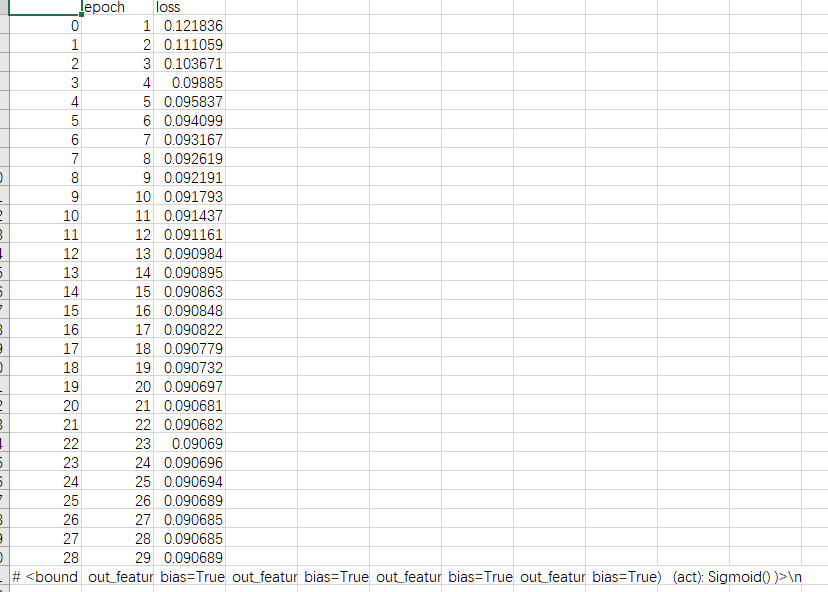 epoch loss
0 1 0.121836
1 2 0.111059
2 3 0.103671
3 4 0.09885
4 5 0.095837
5 6 0.094099
6 7 0.093167
7 8 0.092619
8 9 0.092191
9 10 0.091793
10 11 0.091437
11 12 0.091161
12 13 0.090984
13 14 0.090895
14 15 0.090863
15 16 0.090848
16 17 0.090822
17 18 0.090779
18 19 0.090732
19 20 0.090697
20 21 0.090681
21 22 0.090682
22 23 0.09069
23 24 0.090696
24 25 0.090694
25 26 0.090689
26 27 0.090685
27 28 0.090685
28 29 0.090689
# <bound out_featur bias=True out_featur bias=True out_featur bias=True out_featur bias=True) (act): Sigmoid() )>\n